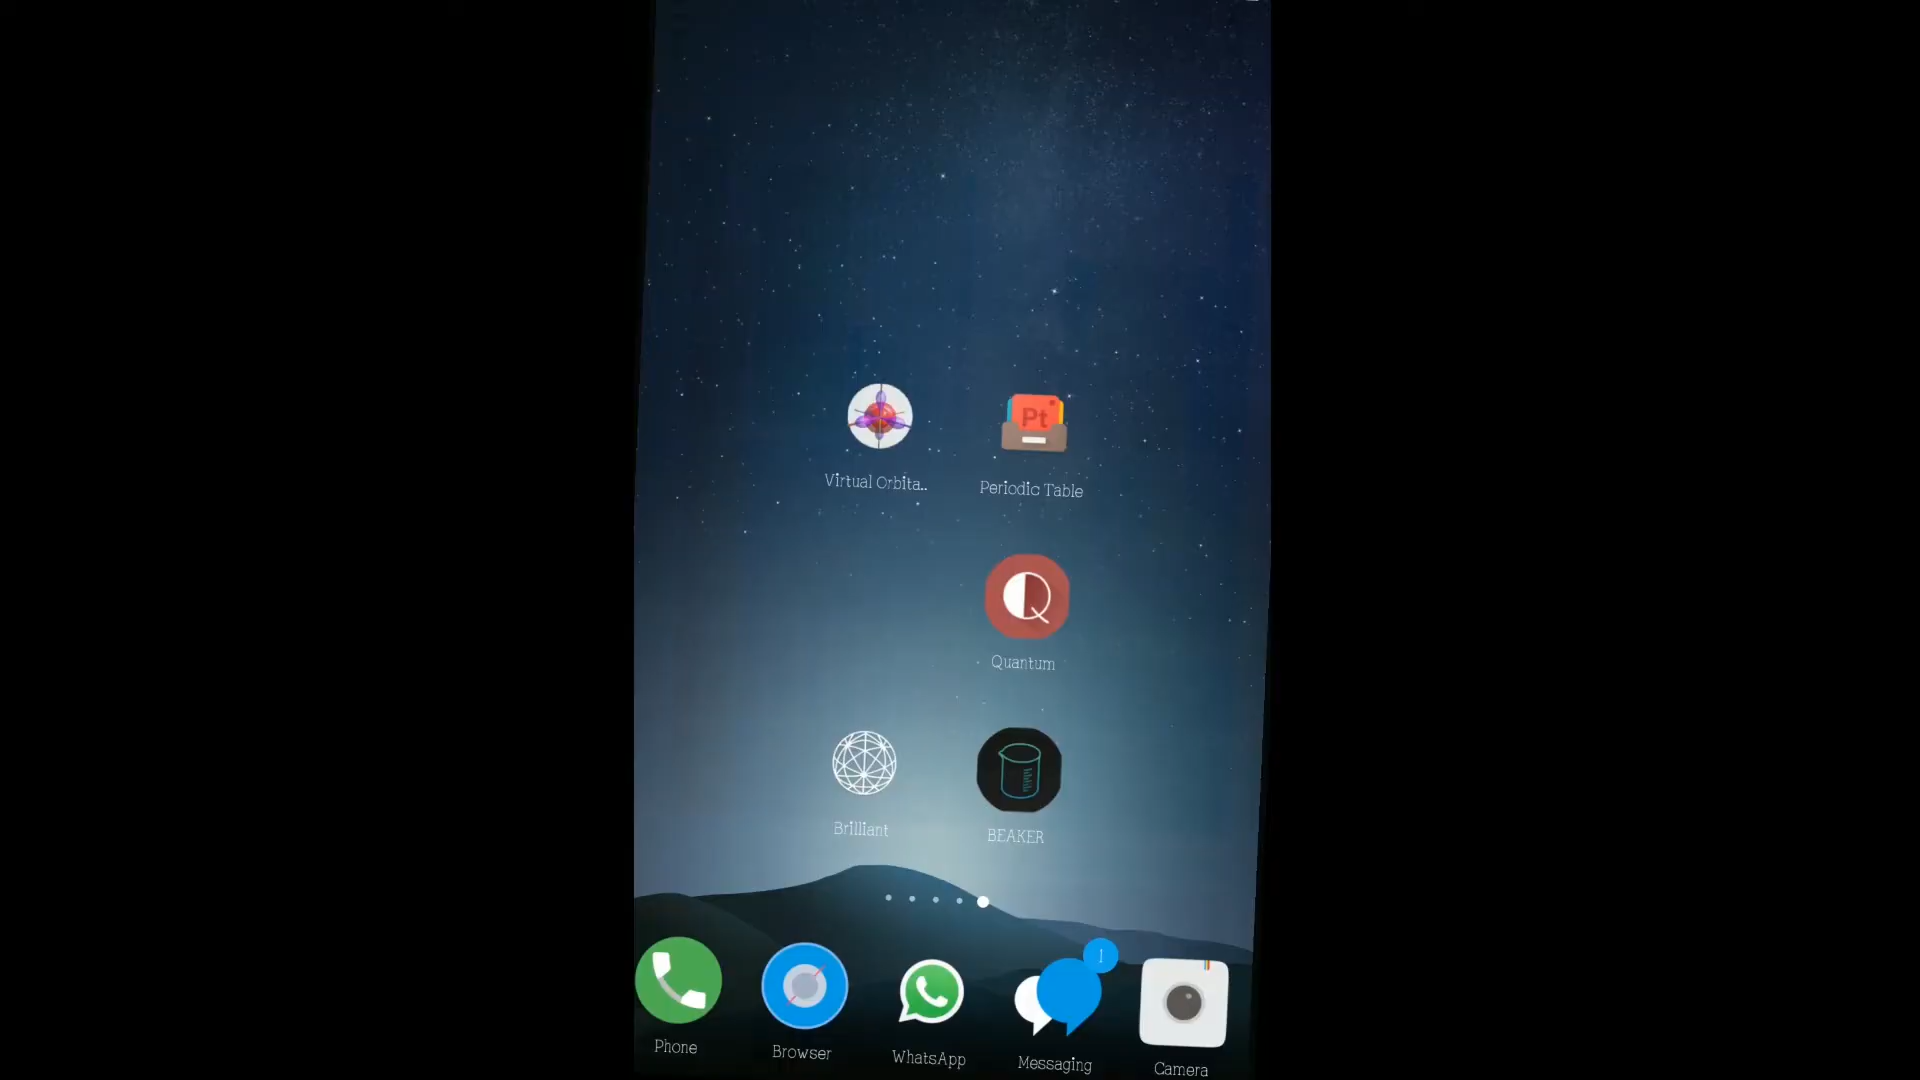 Virtual Orbita..
Periodic Table
Pt
Quantum
Q
Brilliant
BEAKER
1
Phone
Browser
WhatsApp
Messaging
Camera